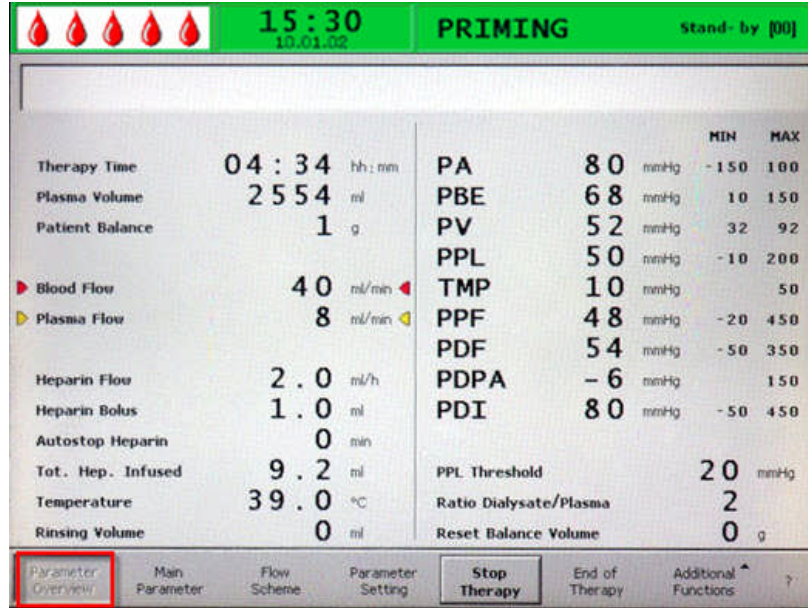 15:30
10.01.02
PRIMING
Stand- by [00]
MIN MAX
Therapy Time 04:34 hh:mm
Plasma Volume 2554 ml
Patient Balance 1 g
Blood Flow 40 ml/min
Plasma Flow 8 ml/min
Heparin Flow 2.0 ml/h
Heparin Bolus 1.0 ml
Autostop Heparin 0 min
Tot. Hep. Infused 9.2 ml
Temperature 39.0 °C
Rinsing Volume 0 ml
PA 80 mmHg -150 100
PBE 68 mmHg 10 150
PV 52 mmHg 32 92
PPL 50 mmHg -10 200
TMP 10 mmHg 50
PPF 48 mmHg -20 450
PDF 54 mmHg -50 350
PDPA -6 mmHg 150
PDI 80 mmHg -50 450
PPL Threshold 20 mmHg
Ratio Dialysate/Plasma 2
Reset Balance Volume 0 g
Parameter Overview
Main Parameter
Flow Scheme
Parameter Setting
Stop Therapy
End of Therapy
Additional Functions
?